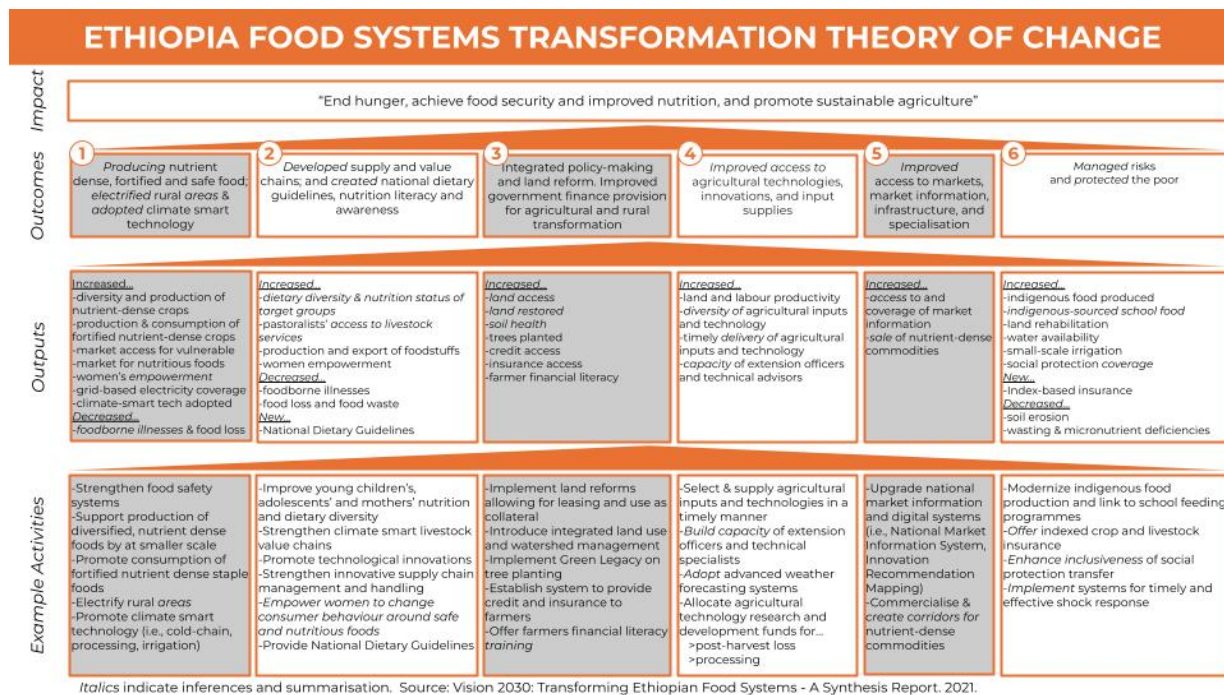 ETHIOPIA FOOD SYSTEMS TRANSFORMATION THEORY OF CHANGE
Impact
"End hunger, achieve food security and improved nutrition, and promote sustainable agriculture"
Outcomes
1
Producing nutrient
dense, fortified and safe food;
electrified rural areas &
adopted climate smart
technology
2
Developed supply and value
chains; and created national dietary
guidelines, nutrition literacy and
awareness
3
Integrated policy-making
and land reform. Improved
government finance provision
for agricultural and rural
transformation
4
Improved access to
agricultural technologies,
innovations, and input
supplies
5
Improved
access to markets,
market information,
infrastructure, and
specialisation
6
Managed risks
and protected the poor
Outputs
Increased...
-diversity and production of
nutrient-dense crops
-production & consumption of
fortified nutrient-dense crops
-market access for vulnerable
-market for nutritious foods
-women's empowerment
-grid-based electricity coverage
-climate-smart tech adopted
Decreased...
-foodborne illnesses & food loss
Increased...
-dietary diversity & nutrition status of
target groups
-pastoralists' access to livestock
services
-production and export of foodstuffs
-women empowerment
Decreased...
-foodborne illnesses
-food loss and food waste
New...
-National Dietary Guidelines
Increased...
-land access
-land restored
-soil health
-trees planted
-credit access
-insurance access
-farmer financial literacy
Increased...
-land and labour productivity
-diversity of agricultural inputs
and technology
-timely delivery of agricultural
inputs and technology
-capacity of extension officers
and technical advisors
Increased...
-access to and
coverage of market
information
-sale of nutrient-dense
commodities
Increased...
-indigenous food produced
-indigenous-sourced school food
-land rehabilitation
-water availability
-small-scale irrigation
-social protection coverage
New...
-Index-based insurance
Decreased...
-soil erosion
-wasting & micronutrient deficiencies
Example Activities
-Strengthen food safety
systems
-Support production of
diversified, nutrient dense
foods by at smaller scale
-Promote consumption of
fortified nutrient dense staple
foods
-Electrify rural areas
-Promote climate smart
technology (i.e., cold-chain,
processing, irrigation)
-Improve young children's,
adolescents' and mothers' nutrition
and dietary diversity
-Strengthen climate smart livestock
value chains
-Promote technological innovations
-Strengthen innovative supply chain
management and handling
-Empower women to change
consumer behaviour around safe
and nutritious foods
-Provide National Dietary Guidelines
-Implement land reforms
allowing for leasing and use as
collateral
-Introduce integrated land use
and watershed management
-Implement Green Legacy on
tree planting
-Establish system to provide
credit and insurance to
farmers
-Offer farmers financial literacy
training
-Select & supply agricultural
inputs and technologies in a
timely manner
-Build capacity of extension
officers and technical
specialists
-Adopt advanced weather
forecasting systems
-Allocate agricultural
technology research and
development funds for...
>post-harvest loss
>processing
-Upgrade national
market information
and digital systems
(i.e., National Market
Information System,
Innovation
Recommendation
Mapping)
-Commercialise &
create corridors for
nutrient-dense
commodities
-Modernize indigenous food
production and link to school feeding
programmes
-Offer indexed crop and livestock
insurance
-Enhance inclusiveness of social
protection transfer
-Implement systems for timely and
effective shock response
Italics indicate inferences and summarisation. Source: Vision 2030: Transforming Ethiopian Food Systems - A Synthesis Report. 2021.